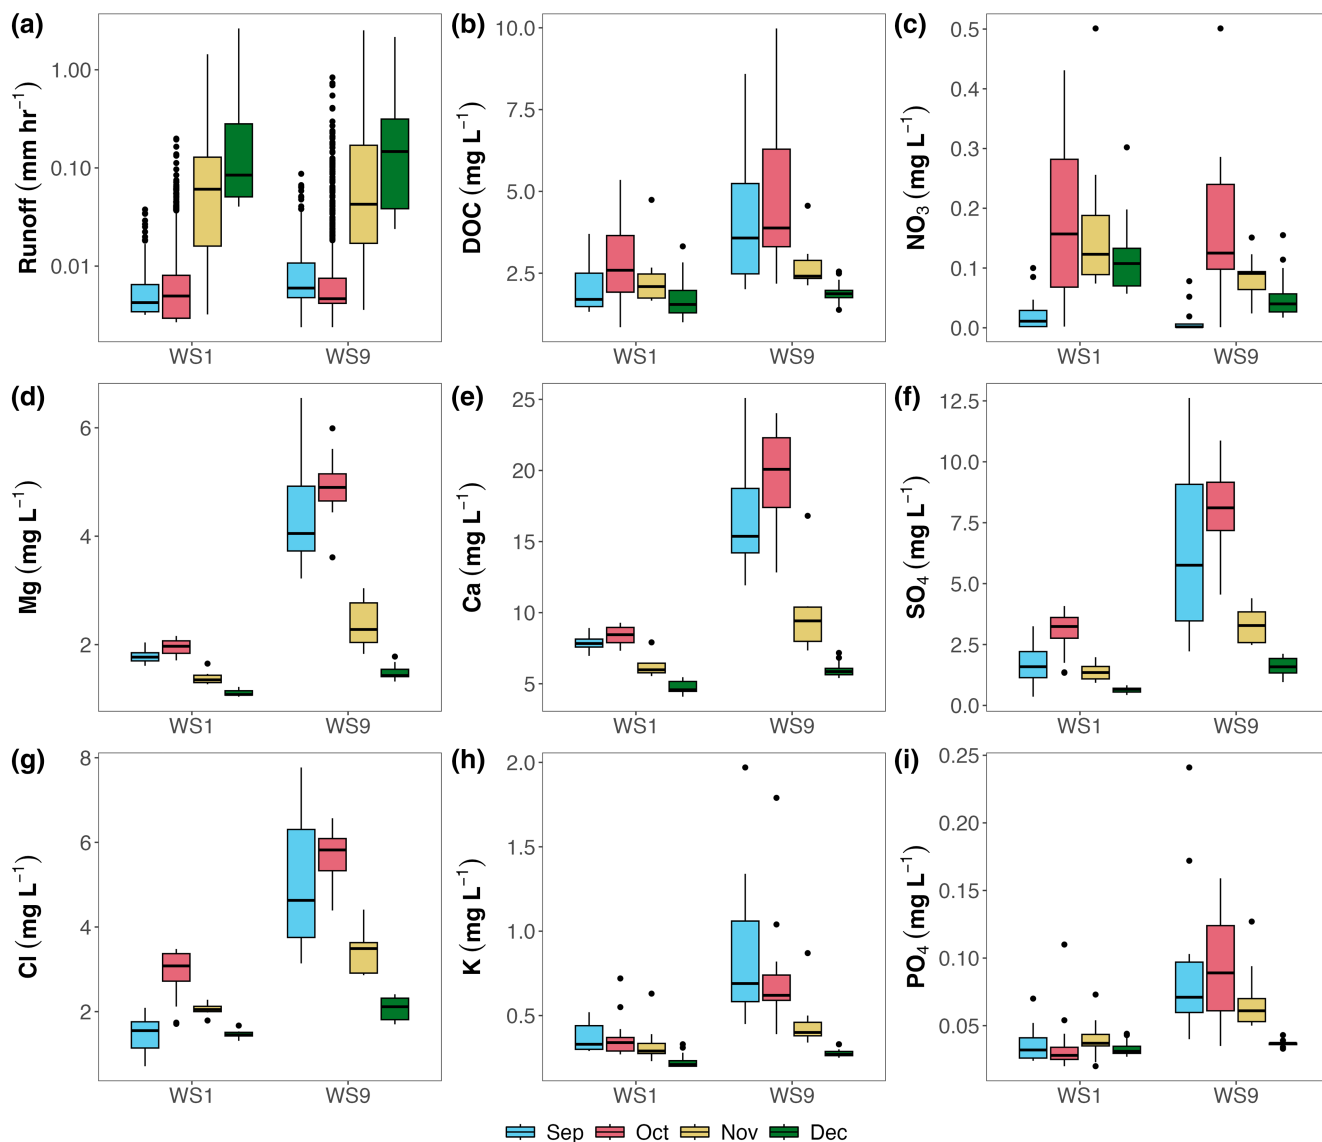 (a)
Runoff (mm hr⁻¹)
1.00
0.10
0.01
WS1
WS9
(b)
DOC (mg L⁻¹)
10.0
7.5
5.0
2.5
WS1
WS9
(c)
NO₃ (mg L⁻¹)
0.5
0.4
0.3
0.2
0.1
0.0
WS1
WS9
(d)
Mg (mg L⁻¹)
6
4
2
WS1
WS9
(e)
Ca (mg L⁻¹)
25
20
15
10
5
WS1
WS9
(f)
SO₄ (mg L⁻¹)
12.5
10.0
7.5
5.0
2.5
0.0
WS1
WS9
(g)
Cl (mg L⁻¹)
8
6
4
2
WS1
WS9
(h)
K (mg L⁻¹)
2.0
1.5
1.0
0.5
WS1
WS9
(i)
PO₄ (mg L⁻¹)
0.25
0.20
0.15
0.10
0.05
WS1
WS9
Sep Oct Nov Dec